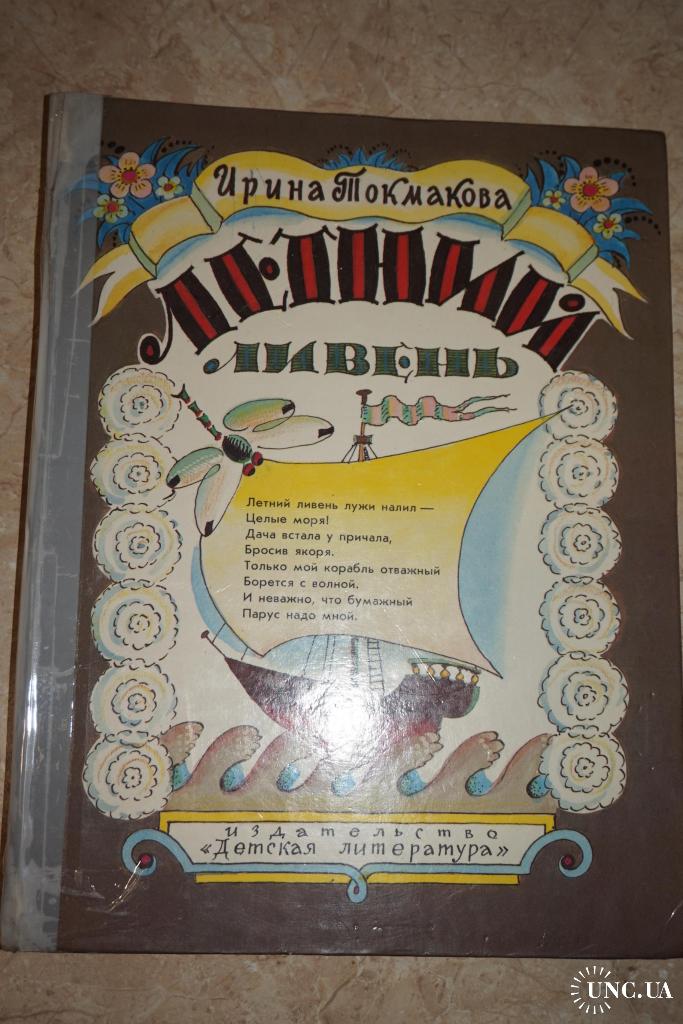 Ирина Токмакова
ЛЕТНИЙ
ЛИВЕНЬ
Летний ливень лужи налил —
Целые моря!
Дача встала у причала,
Бросив якоря.
Только мой корабль отважный
Борется с волной.
И неважно, что бумажный
Парус надо мной.
издательство
«Детская литература»
UNC.UA